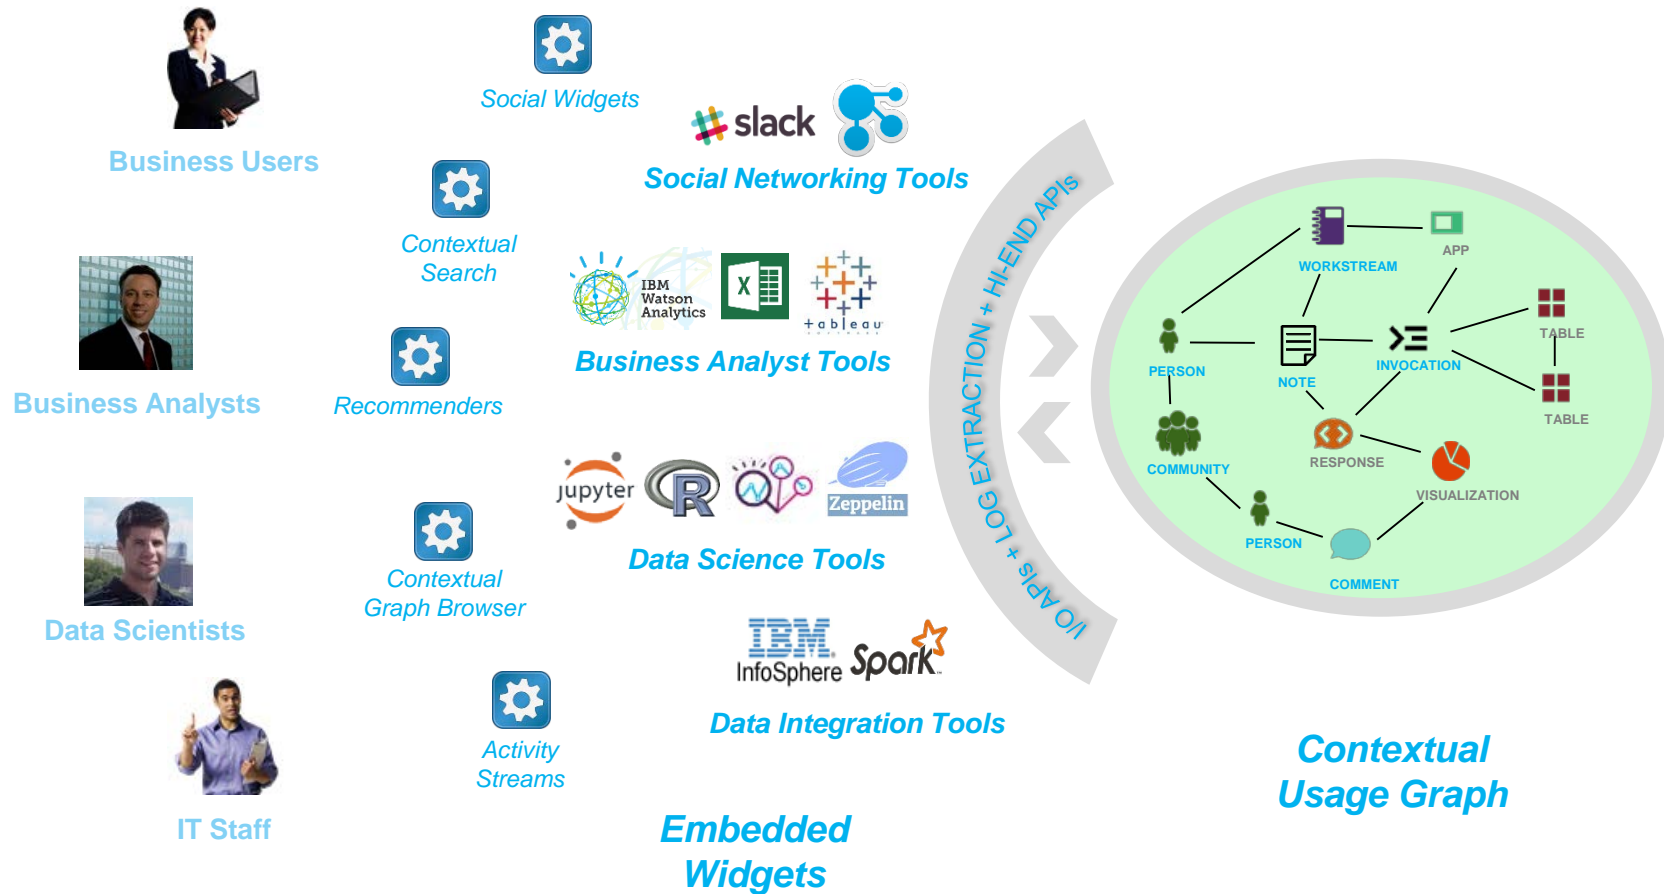 Business Users
Business Analysts
Data Scientists
IT Staff
Social Widgets
Contextual
Search
Recommenders
Contextual
Graph Browser
Activity
Streams
slack
Social Networking Tools
IBM
Watson
Analytics
X
tableau
SOFTWARE
Business Analyst Tools
jupyter
R
Zeppelin
Data Science Tools
IBM.
InfoSphere
Spark
Data Integration Tools
Embedded
Widgets
I/O APIs + LOG EXTRACTION + HI-END APIs
WORKSTREAM
APP
PERSON
NOTE
INVOCATION
TABLE
TABLE
COMMUNITY
RESPONSE
VISUALIZATION
PERSON
COMMENT
Contextual
Usage Graph